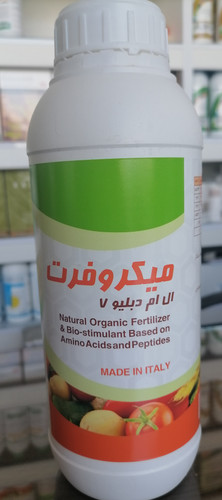 میکروفرت
ال ام دبلیو ۷
Natural Organic Fertilizer
& Bio-stimulant Based on
Amino Acids and Peptides
MADE IN ITALY